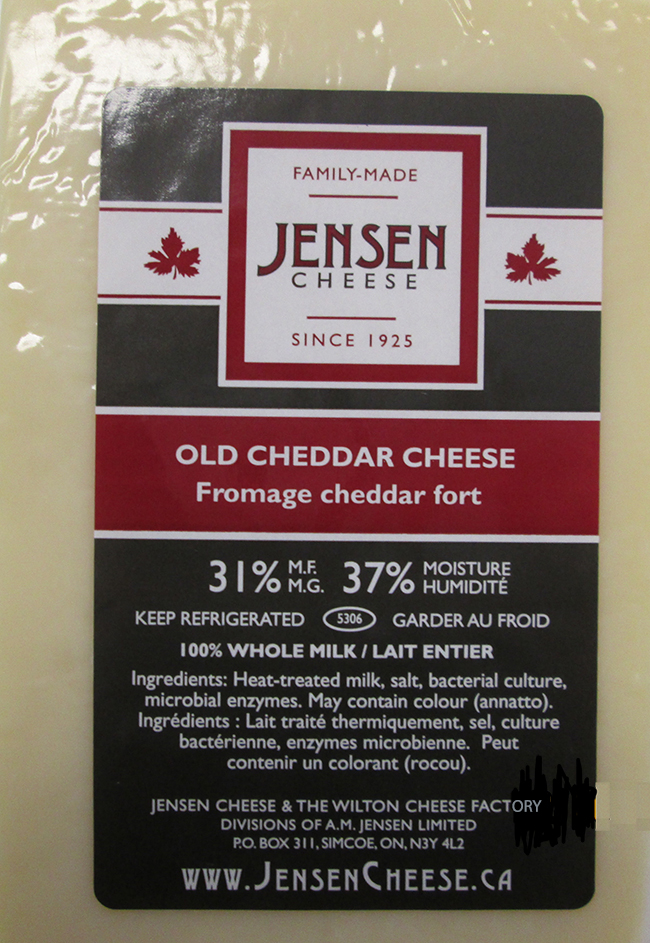 FAMILY-MADE
JENSEN
CHEESE
SINCE 1925
OLD CHEDDAR CHEESE
Fromage cheddar fort
31% M.F. M.G. 37% MOISTURE HUMIDITÉ
KEEP REFRIGERATED 5306 GARDER AU FROID
100% WHOLE MILK / LAIT ENTIER
Ingredients: Heat-treated milk, salt, bacterial culture,
microbial enzymes. May contain colour (annatto).
Ingrédients : Lait traité thermiquement, sel, culture
bactérienne, enzymes microbienne. Peut
contenir un colorant (rocou).
JENSEN CHEESE & THE WILTON CHEESE FACTORY
DIVISIONS OF A.M. JENSEN LIMITED
P.O. BOX 311, SIMCOE, ON, N3Y 4L2
WWW.JENSENCHEESE.CA